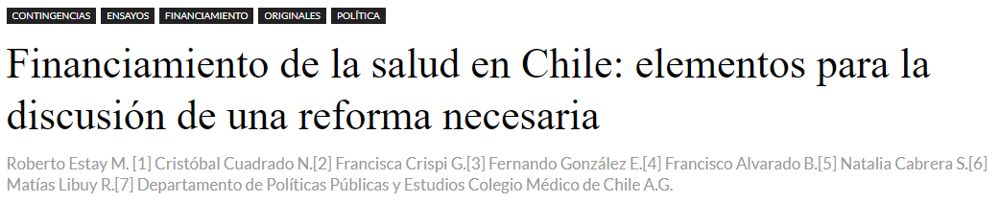 CONTINGENCIAS ENSAYOS FINANCIAMIENTO ORIGINALES POLÍTICA
Financiamiento de la salud en Chile: elementos para la
discusión de una reforma necesaria
Roberto Estay M. [1] Cristóbal Cuadrado N.[2] Francisca Crispi G.[3] Fernando González E.[4] Francisco Alvarado B.[5] Natalia Cabrera S.[6]
Matías Libuy R.[7] Departamento de Políticas Públicas y Estudios Colegio Médico de Chile A.G.